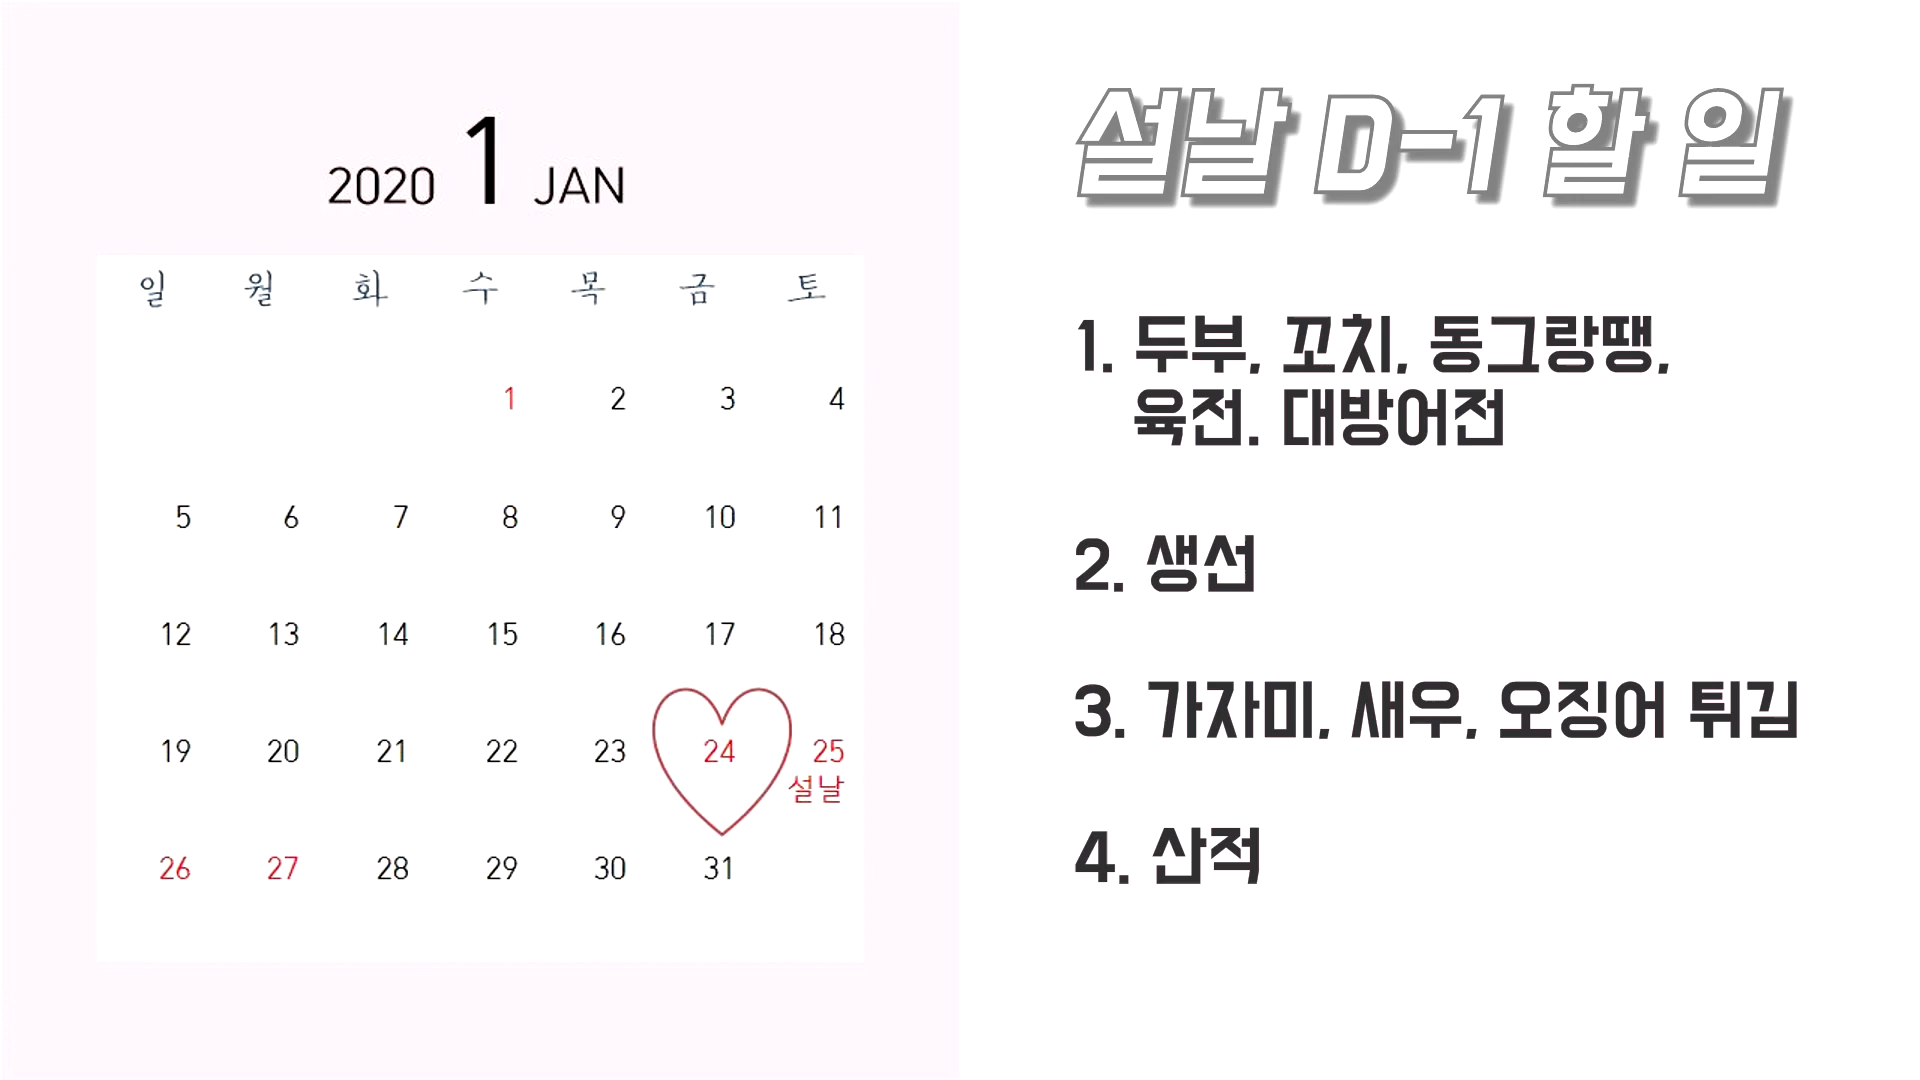 2020 1 JAN
일 월 화 수 목 금 토
1 2 3 4
5 6 7 8 9 10 11
12 13 14 15 16 17 18
19 20 21 22 23 24 25
설날
26 27 28 29 30 31
설날 D-1 할 일
1. 두부, 꼬치, 동그랑땡,
육전. 대방어전
2. 생선
3. 가자미, 새우, 오징어 튀김
4. 산적